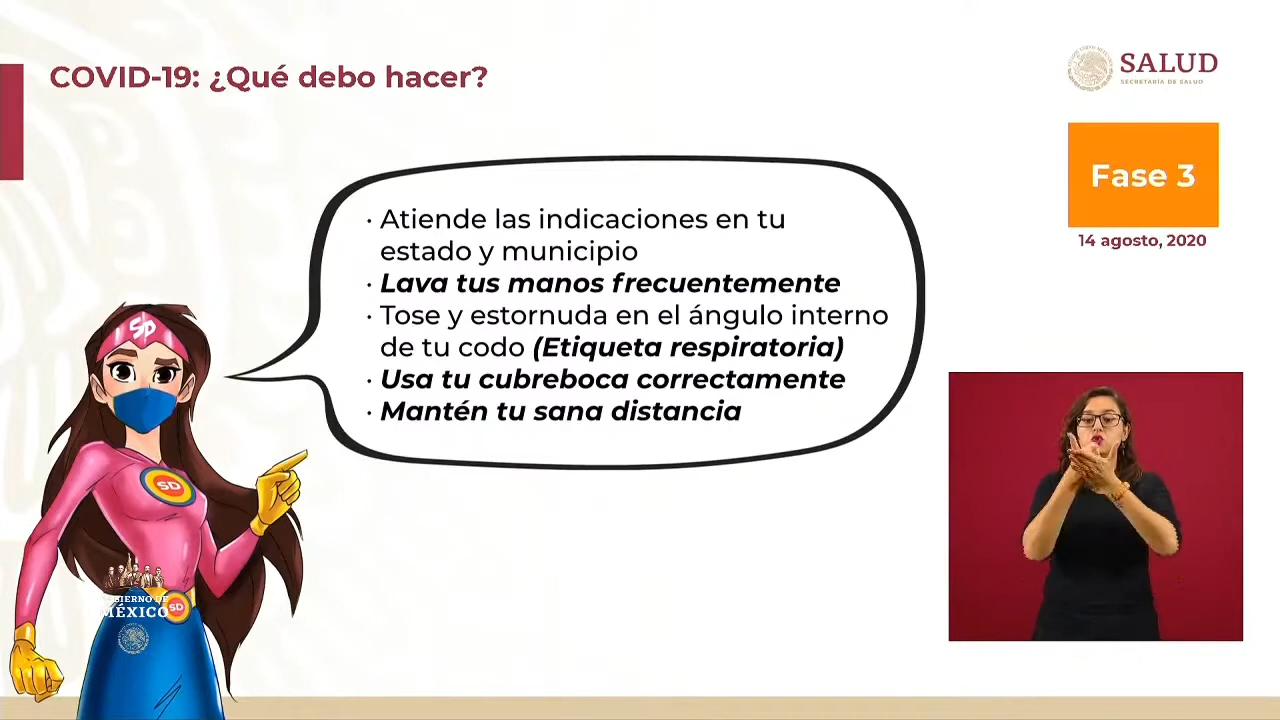 COVID-19: ¿Qué debo hacer?
SALUD
SECRETARÍA DE SALUD
Fase 3
14 agosto, 2020
· Atiende las indicaciones en tu
estado y municipio
· Lava tus manos frecuentemente
· Tose y estornuda en el ángulo interno
de tu codo (Etiqueta respiratoria)
· Usa tu cubreboca correctamente
· Mantén tu sana distancia
SD
SD
GOBIERNO DE
MÉXICO
SD